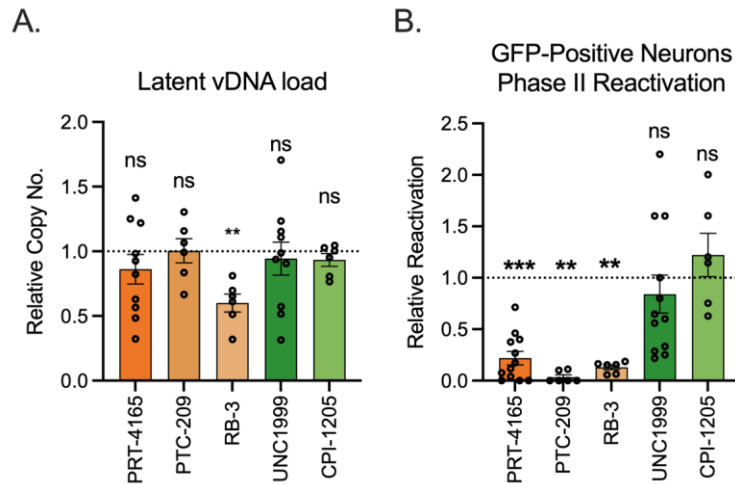 A.
Latent vDNA load
Relative Copy No.
2.0
1.5
1.0
0.5
0.0
ns
ns
**
ns
ns
PRT-4165
PTC-209
RB-3
UNC1999
CPI-1205
B.
GFP-Positive Neurons
Phase II Reactivation
Relative Reactivation
2.5
2.0
1.5
1.0
0.5
0.0
***
**
**
ns
ns
PRT-4165
PTC-209
RB-3
UNC1999
CPI-1205